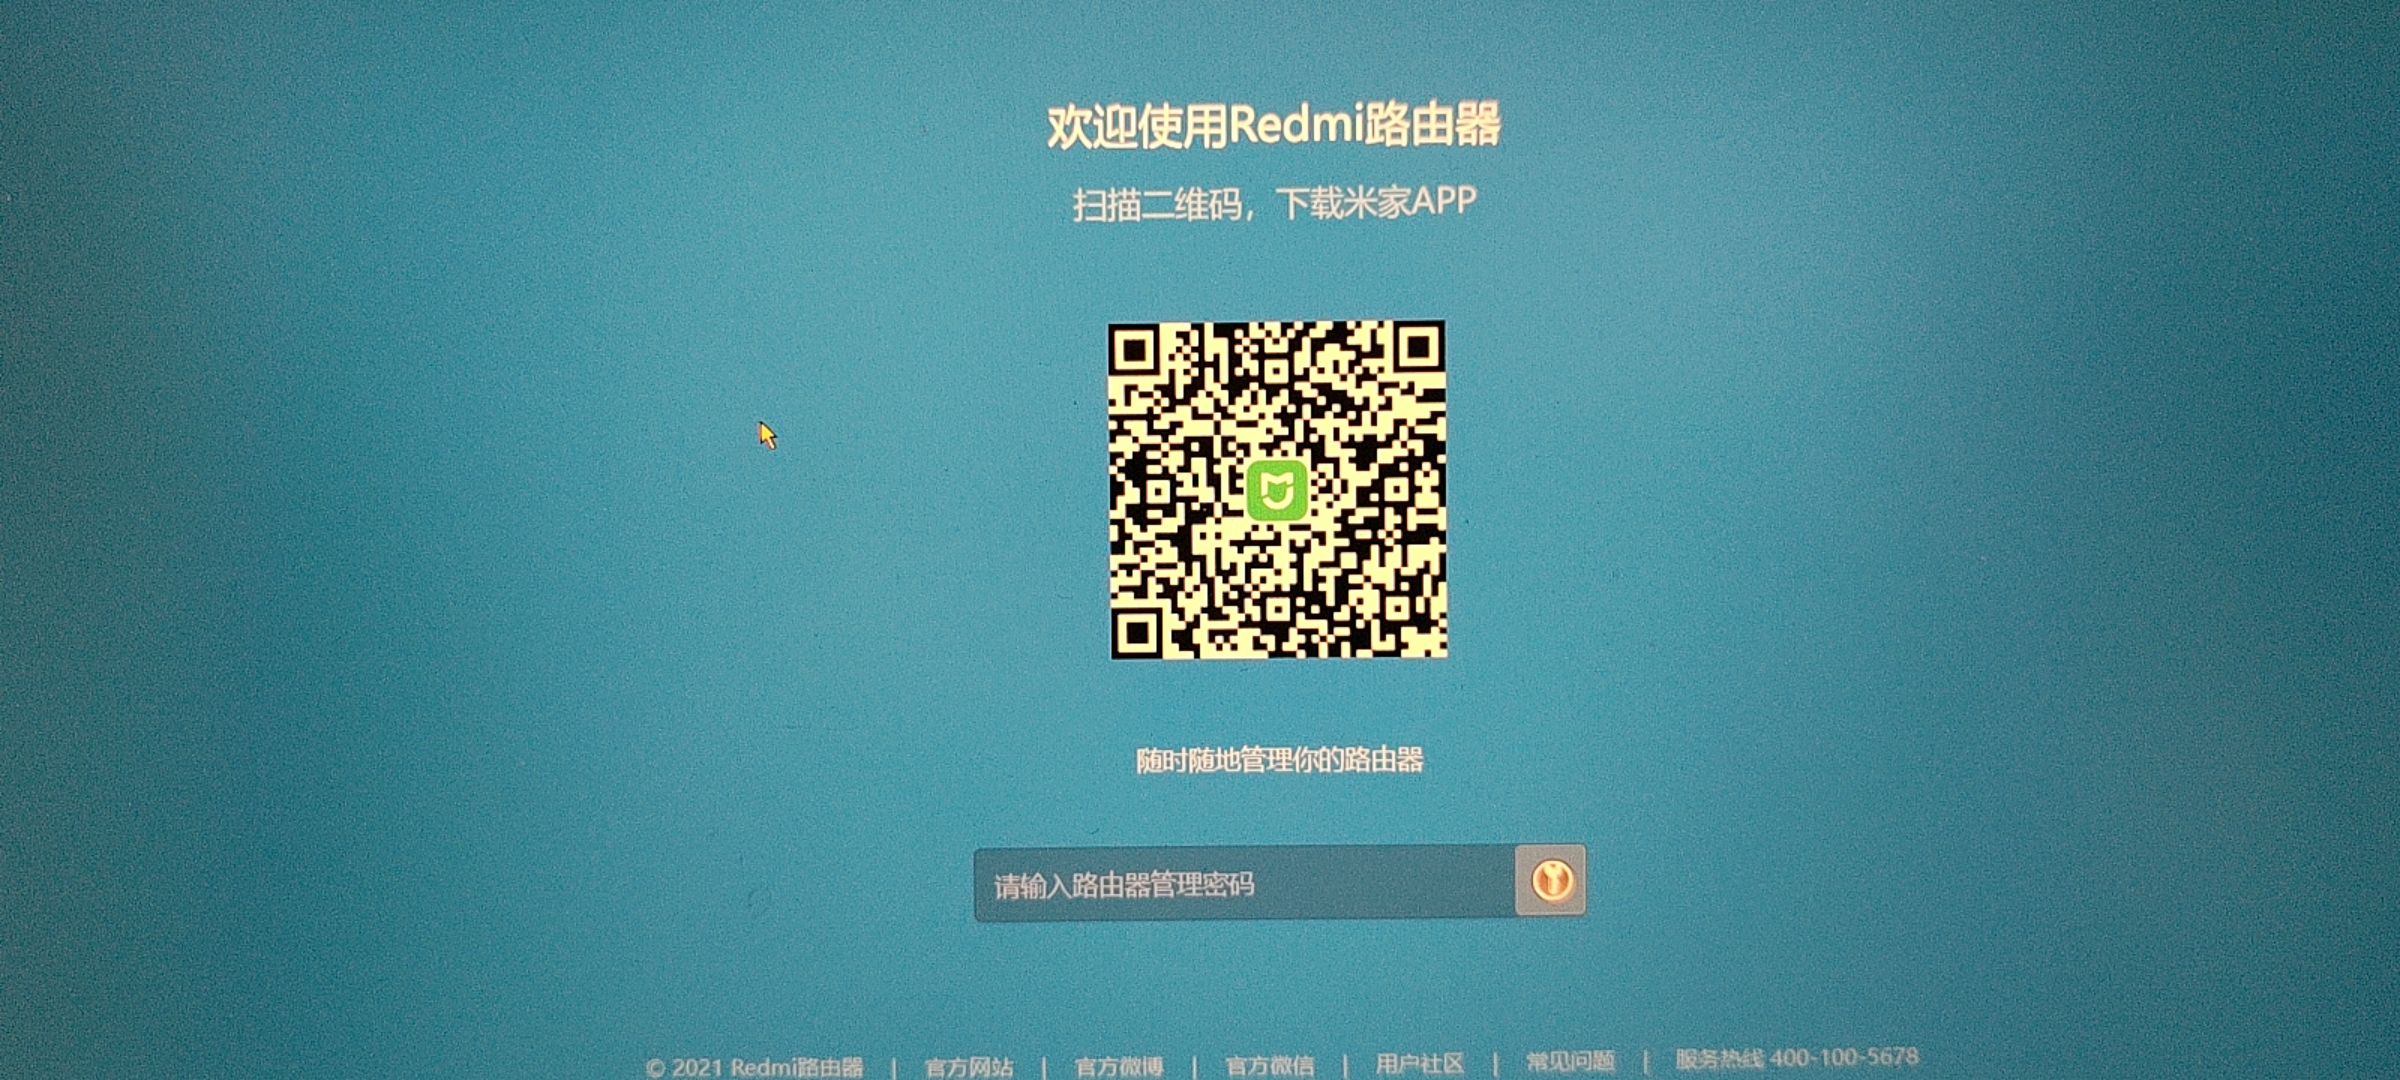 欢迎使用Redmi路由器
扫描二维码，下载米家APP
随时随地管理你的路由器
请输入路由器管理密码
© 2021 Redmi路由器 | 官方网站 | 官方微博 | 官方微信 | 用户社区 | 常见问题 | 服务热线 400-100-5678